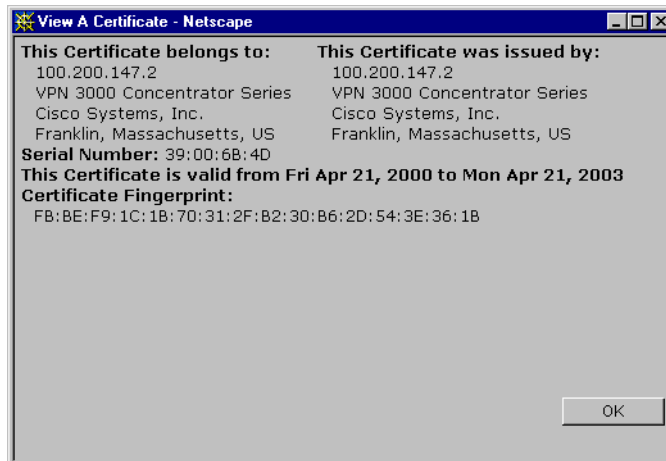 View A Certificate - Netscape
This Certificate belongs to: This Certificate was issued by:
100.200.147.2 100.200.147.2
VPN 3000 Concentrator Series VPN 3000 Concentrator Series
Cisco Systems, Inc. Cisco Systems, Inc.
Franklin, Massachusetts, US Franklin, Massachusetts, US
Serial Number: 39:00:6B:4D
This Certificate is valid from Fri Apr 21, 2000 to Mon Apr 21, 2003
Certificate Fingerprint:
FB:BE:F9:1C:1B:70:31:2F:B2:30:B6:2D:54:3E:36:1B
OK